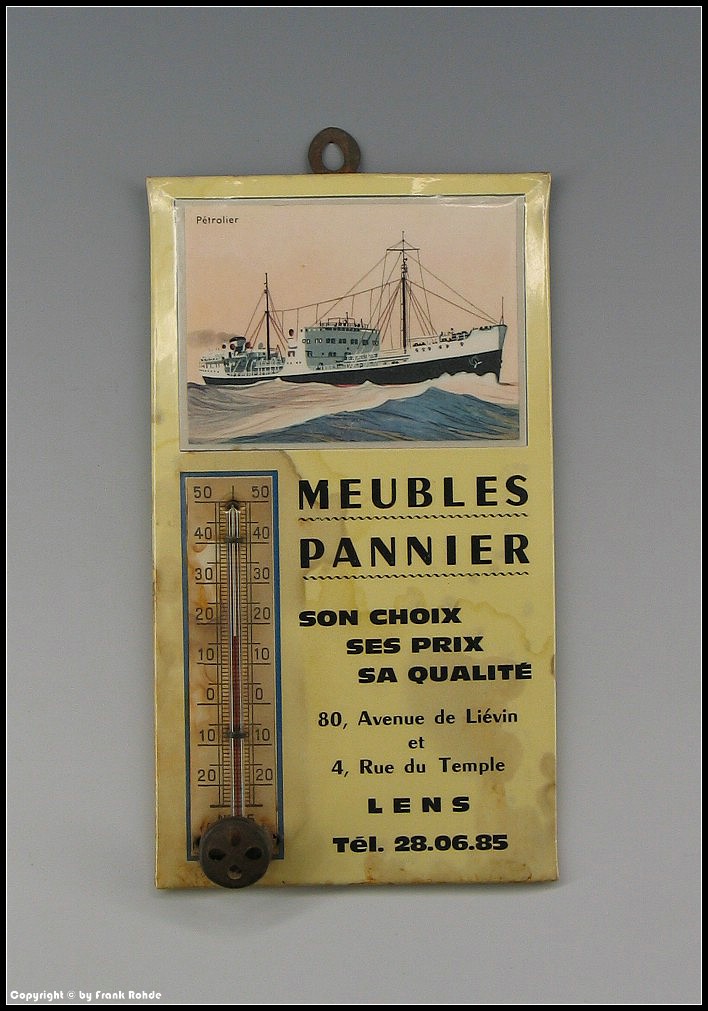 Pétrolier
MEUBLES
PANNIER
SON CHOIX
SES PRIX
SA QUALITÉ
80, Avenue de Liévin
et
4, Rue du Temple
LENS
Tél. 28.06.85
50 50
40 40
30 30
20 20
10 10
0 0
10 10
20 20
Copyright © by Frank Rohde